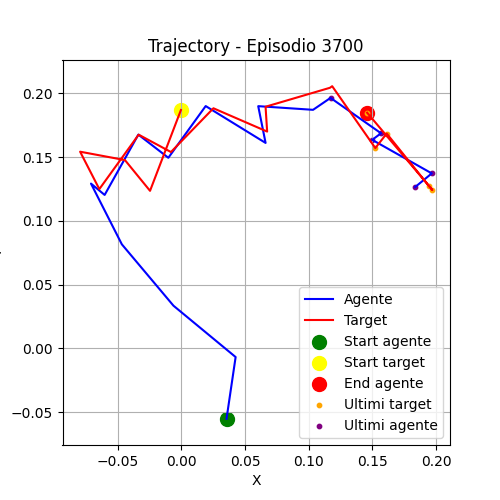 Trajectory - Episodio 3700
0.20
0.15
0.10
0.05
0.00
−0.05
−0.05
0.00
0.05
0.10
0.15
0.20
X
Agente
Target
Start agente
Start target
End agente
Ultimi target
Ultimi agente